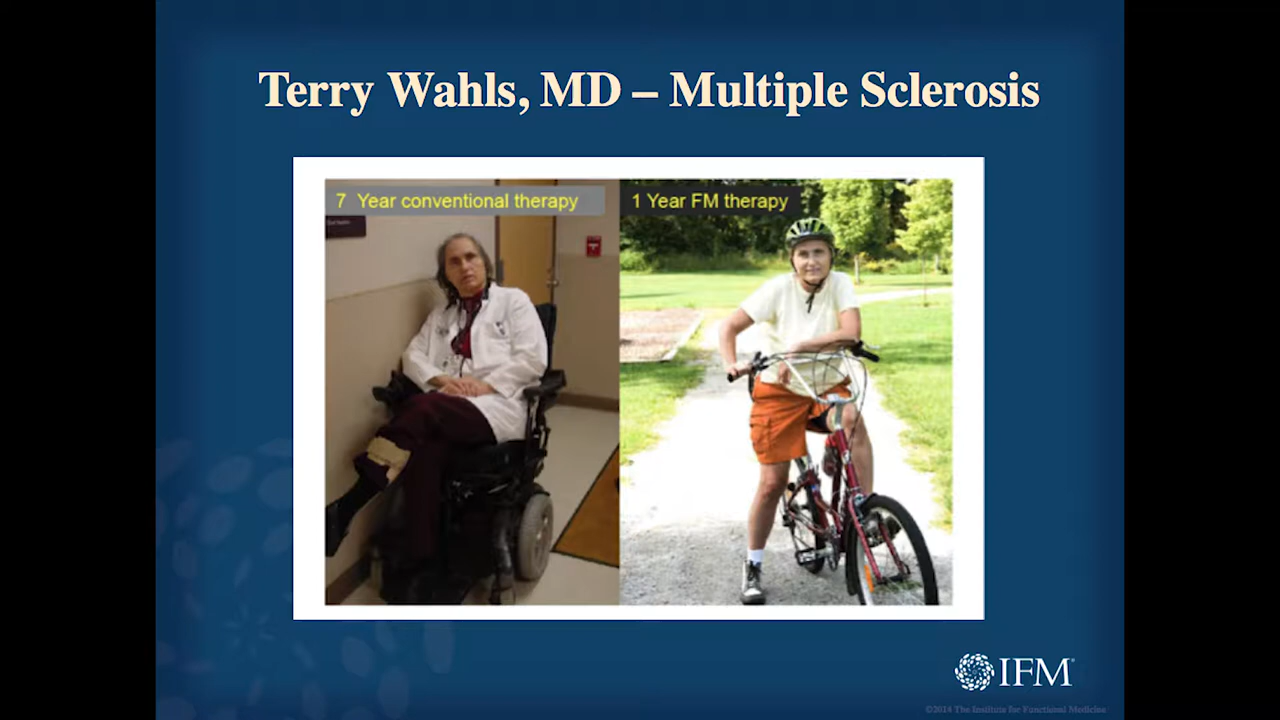 Terry Wahls, MD – Multiple Sclerosis
7 Year conventional therapy
1 Year FM therapy
IFM
©2014 The Institute for Functional Medicine